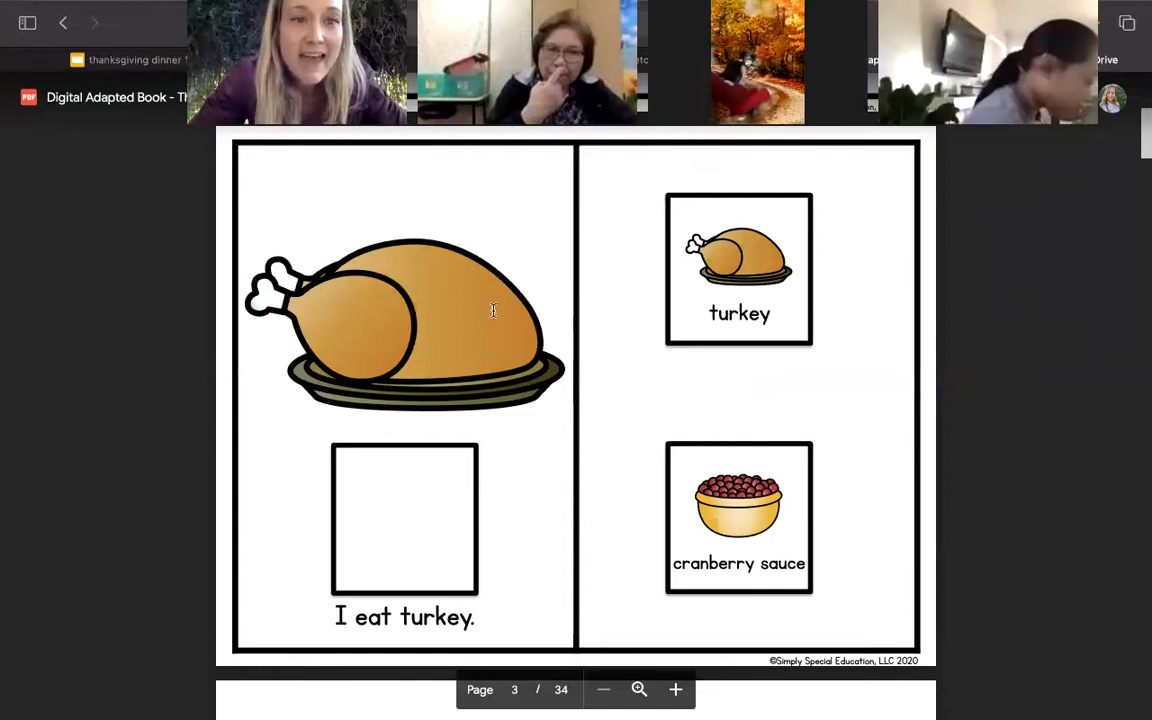 thanksgiving dinner
Drive
Digital Adapted Book - Th
turkey
cranberry sauce
I eat turkey.
©Simply Special Education, LLC 2020
Page 3 / 34